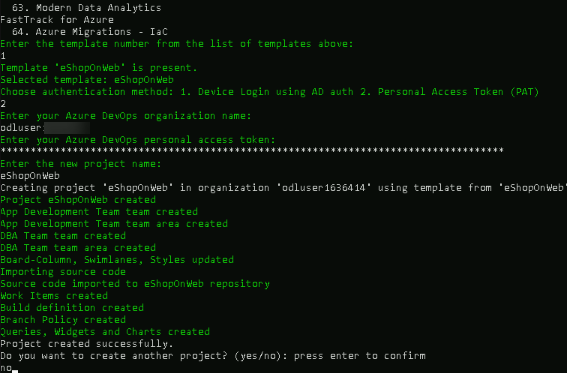 63. Modern Data Analytics
FastTrack for Azure
64. Azure Migrations - IaC
Enter the template number from the list of templates above:
1
Template 'eShopOnWeb' is present.
Selected template: eShopOnWeb
Choose authentication method: 1. Device Login using AD auth 2. Personal Access Token (PAT)
2
Enter your Azure DevOps organization name:
odluser
Enter your Azure DevOps personal access token:
************************************************************************************
Enter the new project name:
eShopOnWeb
Creating project 'eShopOnWeb' in organization 'odluser1636414' using template from 'eShopOnWeb'
Project eShopOnWeb created
App Development Team team created
App Development Team team area created
DBA Team team created
DBA Team team area created
Board-Column, Swimlanes, Styles updated
Importing source code
Source code imported to eShopOnWeb repository
Work Items created
Build definition created
Branch Policy created
Queries, Widgets and Charts created
Project created successfully.
Do you want to create another project? (yes/no): press enter to confirm
no